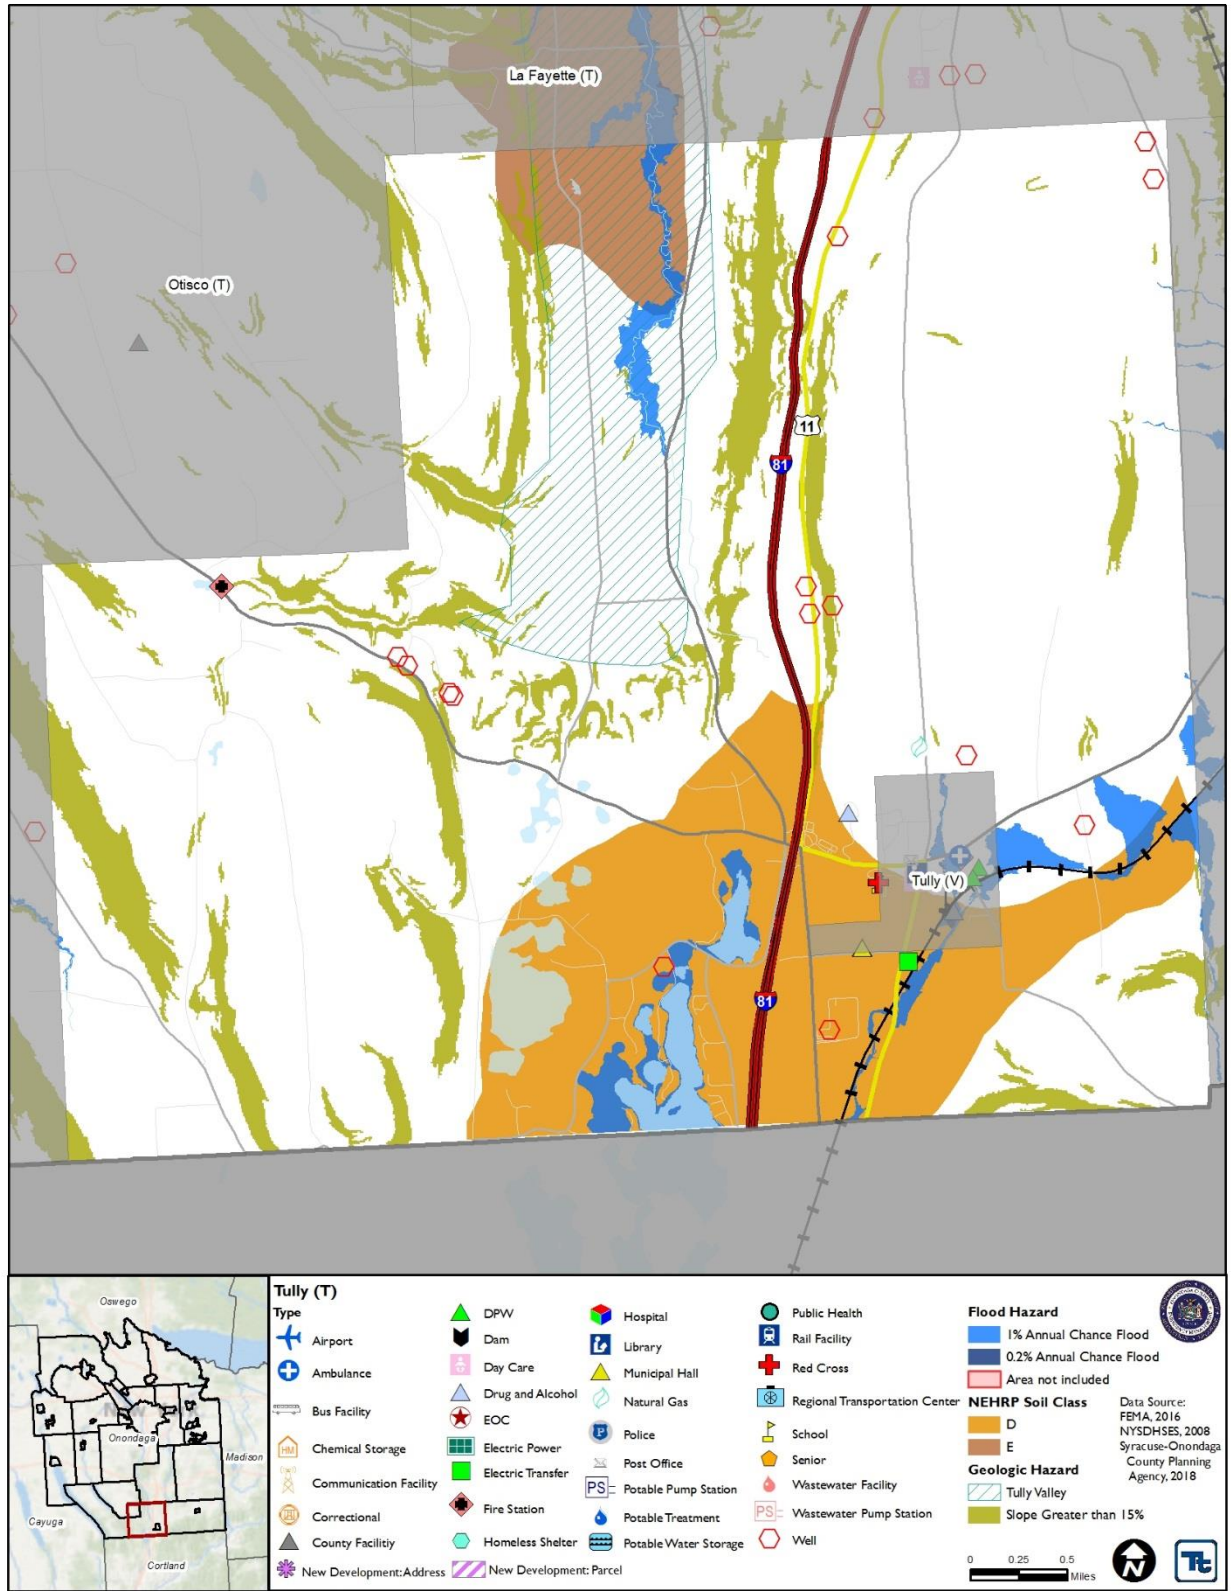 La Fayette (T)
Otisco (T)
11
81
Tully (V)
81
Oswego
Onondaga
Madison
Cayuga
Cortland
Tully (T)
Type
Airport
Ambulance
Bus Facility
HM
Chemical Storage
Communication Facility
Correctional
County Facilitiy
New Development: Address
DPW
Dam
Day Care
Drug and Alcohol
EOC
Electric Power
Electric Transfer
Fire Station
Homeless Shelter
New Development: Parcel
Hospital
Library
Municipal Hall
Natural Gas
P
Police
Post Office
PS
Potable Pump Station
Potable Treatment
Potable Water Storage
Public Health
Rail Facility
Red Cross
Regional Transportation Center
School
Senior
Wastewater Facility
PS
Wastewater Pump Station
Well
Flood Hazard
1% Annual Chance Flood
0.2% Annual Chance Flood
Area not included
NEHRP Soil Class
D
E
Geologic Hazard
Tully Valley
Slope Greater than 15%
Data Source:
FEMA, 2016
NYSDHSES, 2008
Syracuse-Onondaga
County Planning
Agency, 2018
0 0.25 0.5
Miles
N
Tt